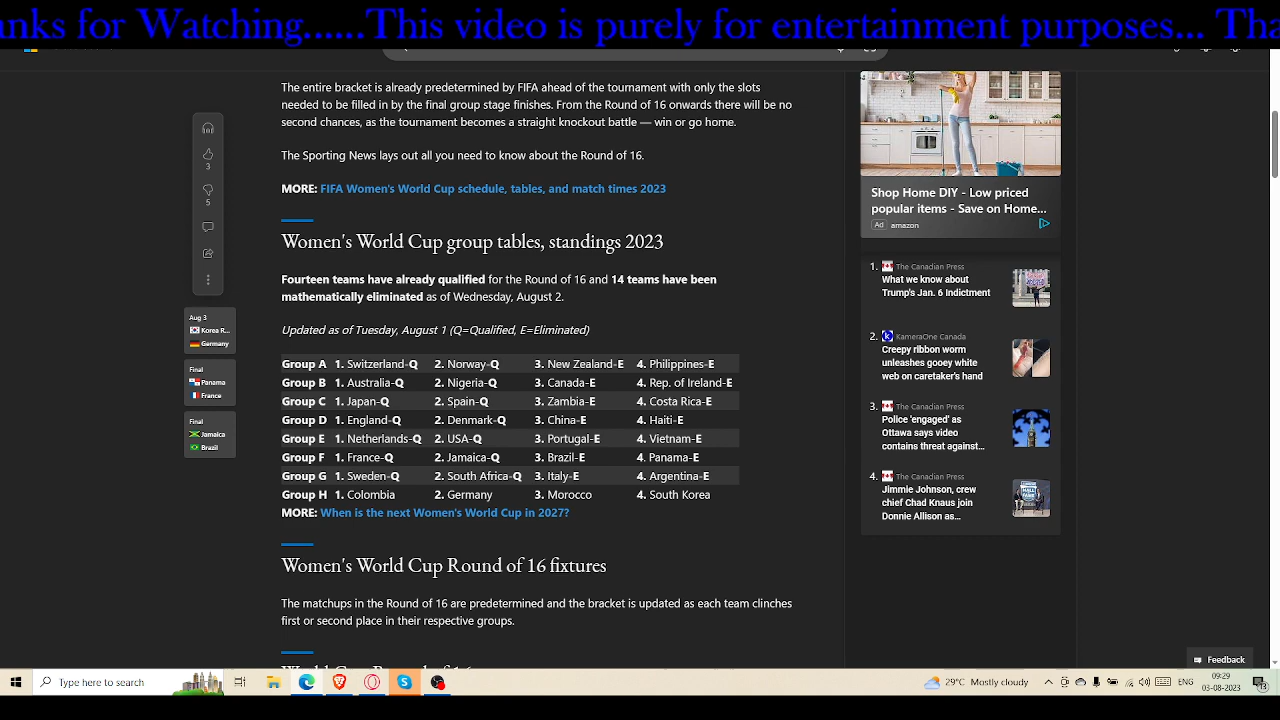 anks for Watching......This video is purely for entertainment purposes... Tha
The entire bracket is already predetermined by FIFA ahead of the tournament with only the slots
needed to be filled in by the final group stage finishes. From the Round of 16 onwards there will be no
second chances, as the tournament becomes a straight knockout battle — win or go home.
The Sporting News lays out all you need to know about the Round of 16.
MORE: FIFA Women's World Cup schedule, tables, and match times 2023
Women's World Cup group tables, standings 2023
Fourteen teams have already qualified for the Round of 16 and 14 teams have been
mathematically eliminated as of Wednesday, August 2.
Updated as of Tuesday, August 1 (Q=Qualified, E=Eliminated)
Group A 1. Switzerland-Q 2. Norway-Q 3. New Zealand-E 4. Philippines-E
Group B 1. Australia-Q 2. Nigeria-Q 3. Canada-E 4. Rep. of Ireland-E
Group C 1. Japan-Q 2. Spain-Q 3. Zambia-E 4. Costa Rica-E
Group D 1. England-Q 2. Denmark-Q 3. China-E 4. Haiti-E
Group E 1. Netherlands-Q 2. USA-Q 3. Portugal-E 4. Vietnam-E
Group F 1. France-Q 2. Jamaica-Q 3. Brazil-E 4. Panama-E
Group G 1. Sweden-Q 2. South Africa-Q 3. Italy-E 4. Argentina-E
Group H 1. Colombia 2. Germany 3. Morocco 4. South Korea
MORE: When is the next Women's World Cup in 2027?
Women's World Cup Round of 16 fixtures
The matchups in the Round of 16 are predetermined and the bracket is updated as each team clinches
first or second place in their respective groups.
3
5
Aug 3
Korea R...
Germany
Final
Panama
France
Final
Jamaica
Brazil
Shop Home DIY - Low priced
popular items - Save on Home...
Ad amazon
1. The Canadian Press
What we know about
Trump's Jan. 6 Indictment
2. KameraOne Canada
Creepy ribbon worm
unleashes gooey white
web on caretaker's hand
3. The Canadian Press
Police 'engaged' as
Ottawa says video
contains threat against...
4. The Canadian Press
Jimmie Johnson, crew
chief Chad Knaus join
Donnie Allison as...
Feedback
Type here to search
29°C Mostly cloudy
ENG
09:29
03-08-2023
13